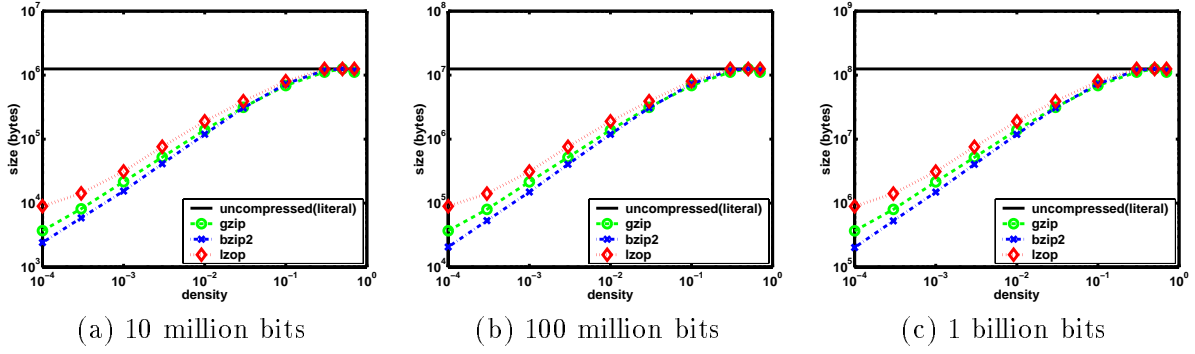 10^7
10^6
10^5
10^4
10^3
size (bytes)
10^−4
10^−3
10^−2
10^−1
10^0
density
uncompressed(literal)
gzip
bzip2
lzop
(a) 10 million bits
10^8
10^7
10^6
10^5
10^4
size (bytes)
10^−4
10^−3
10^−2
10^−1
10^0
density
uncompressed(literal)
gzip
bzip2
lzop
(b) 100 million bits
10^9
10^8
10^7
10^6
10^5
size (bytes)
10^−4
10^−3
10^−2
10^−1
10^0
density
uncompressed(literal)
gzip
bzip2
lzop
(c) 1 billion bits